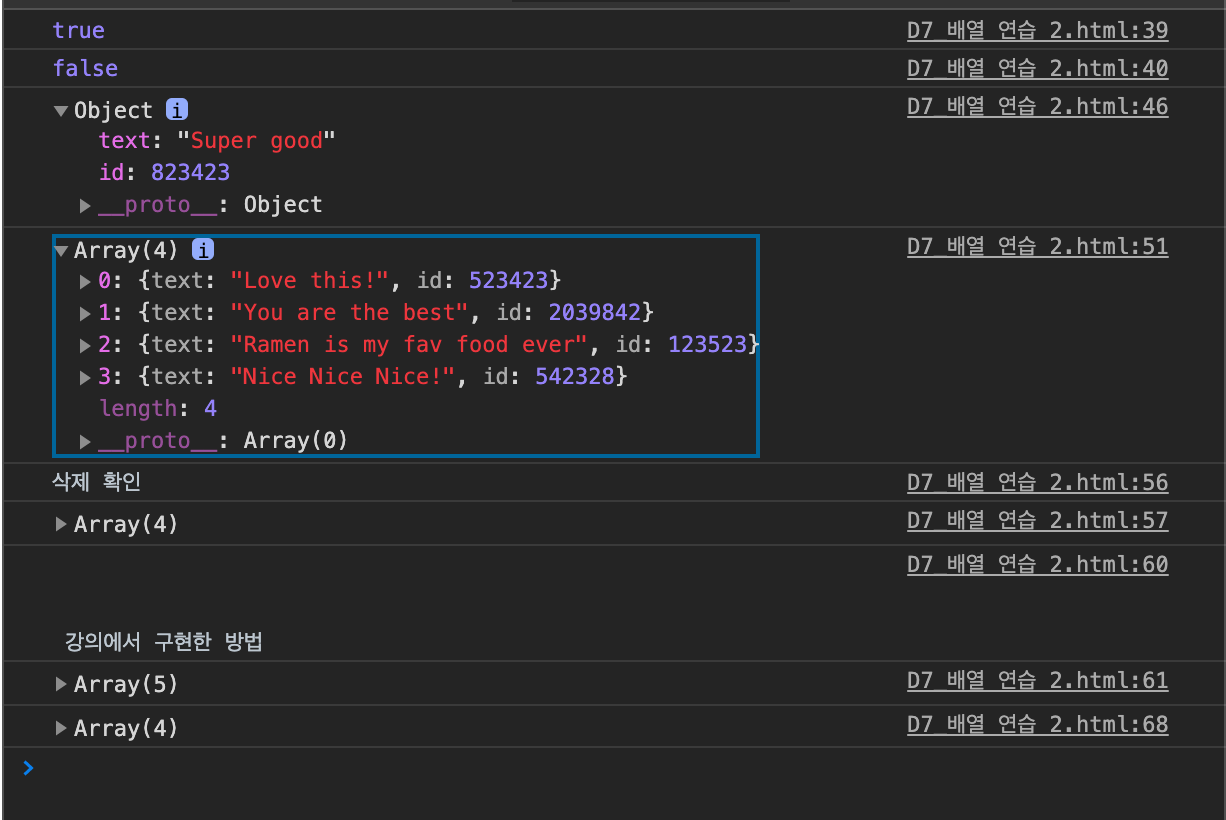 true D7_배열 연습 2.html:39
false D7_배열 연습 2.html:40
▼Object i D7_배열 연습 2.html:46
text: "Super good"
id: 823423
▶__proto__: Object
▼Array(4) i D7_배열 연습 2.html:51
▶0: {text: "Love this!", id: 523423}
▶1: {text: "You are the best", id: 2039842}
▶2: {text: "Ramen is my fav food ever", id: 123523}
▶3: {text: "Nice Nice Nice!", id: 542328}
length: 4
▶__proto__: Array(0)
삭제 확인 D7_배열 연습 2.html:56
▶Array(4) D7_배열 연습 2.html:57
D7_배열 연습 2.html:60
강의에서 구현한 방법
▶Array(5) D7_배열 연습 2.html:61
▶Array(4) D7_배열 연습 2.html:68
>